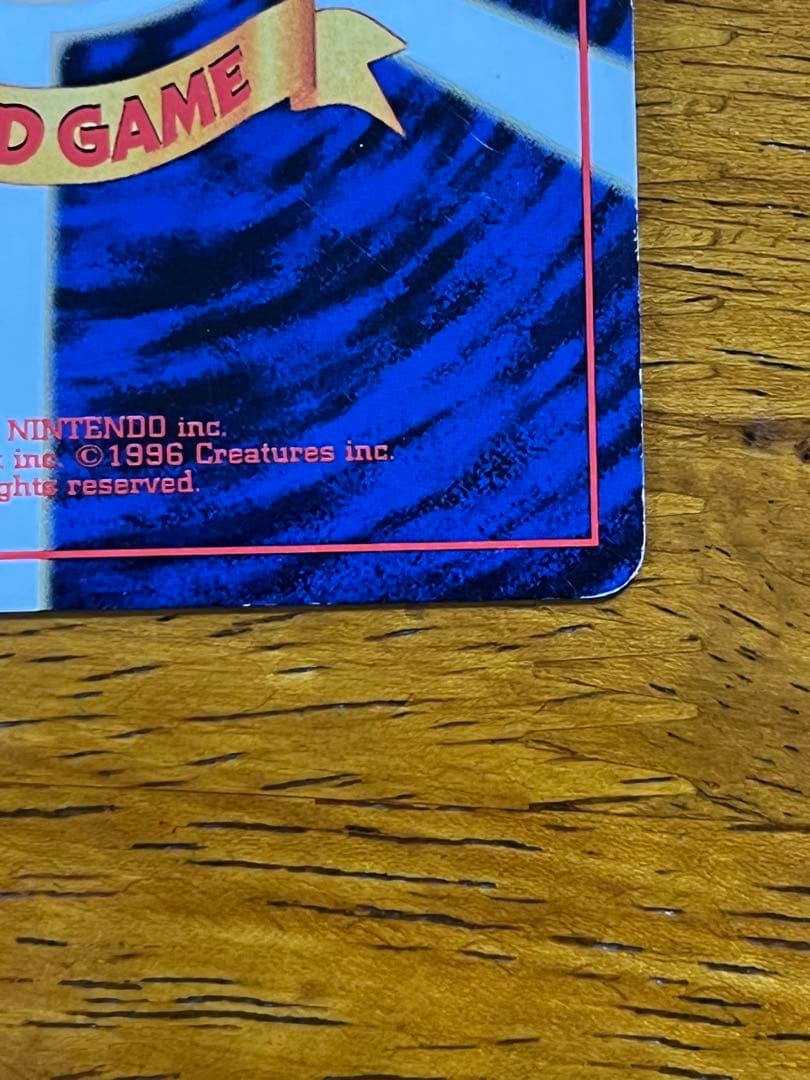 D GAME
NINTENDO inc.
inc. ©1996 Creatures inc.
ghts reserved.